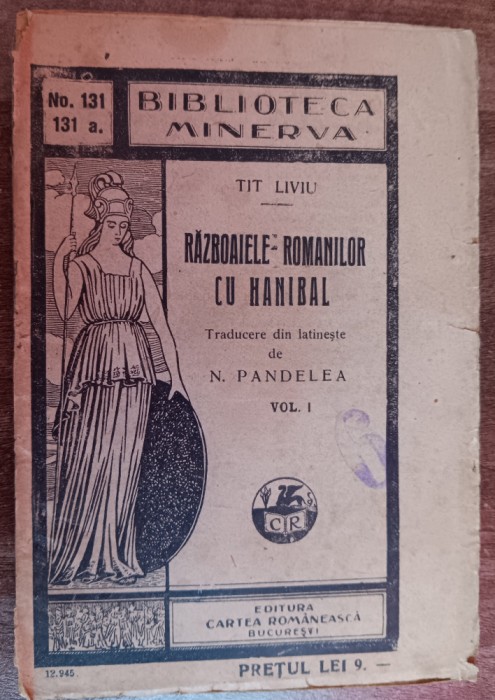 No. 131
131 a.
BIBLIOTECA
MINERVA
TIT LIVIU
RĂZBOAIELE ROMANILOR
CU HANIBAL
Traducere din latinește
de
N. PANDELEA
VOL. I
C R
EDITURA
CARTEA ROMÂNEASCĂ
BUCUREȘTI
12.945.
PREȚUL LEI 9. —